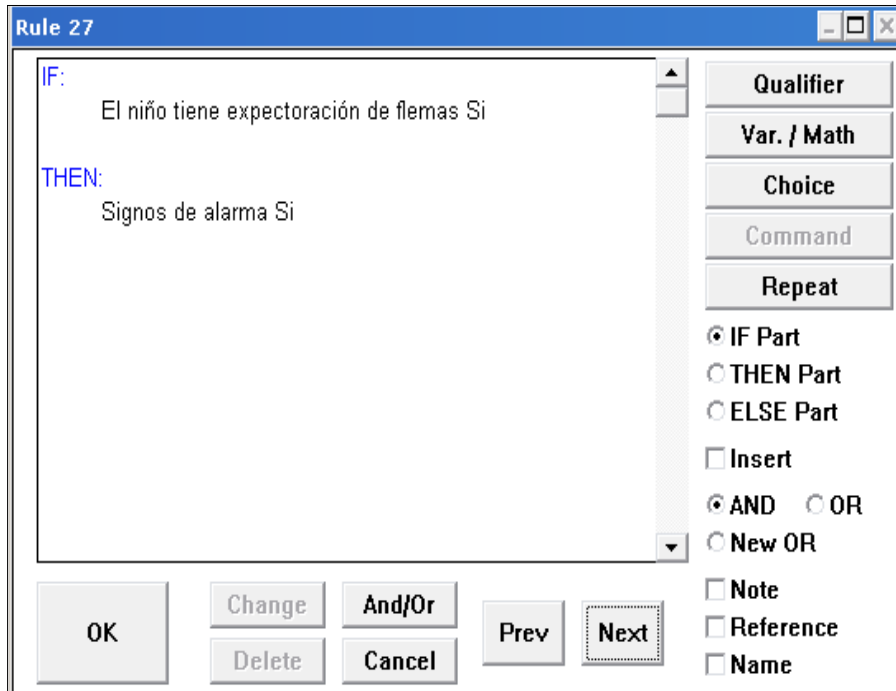 Rule 27
IF:
El niño tiene expectoración de flemas Si
THEN:
Signos de alarma Si
Qualifier
Var. / Math
Choice
Command
Repeat
IF Part
THEN Part
ELSE Part
Insert
AND OR
New OR
Note
Reference
Name
OK
Change
And/Or
Delete
Cancel
Prev
Next